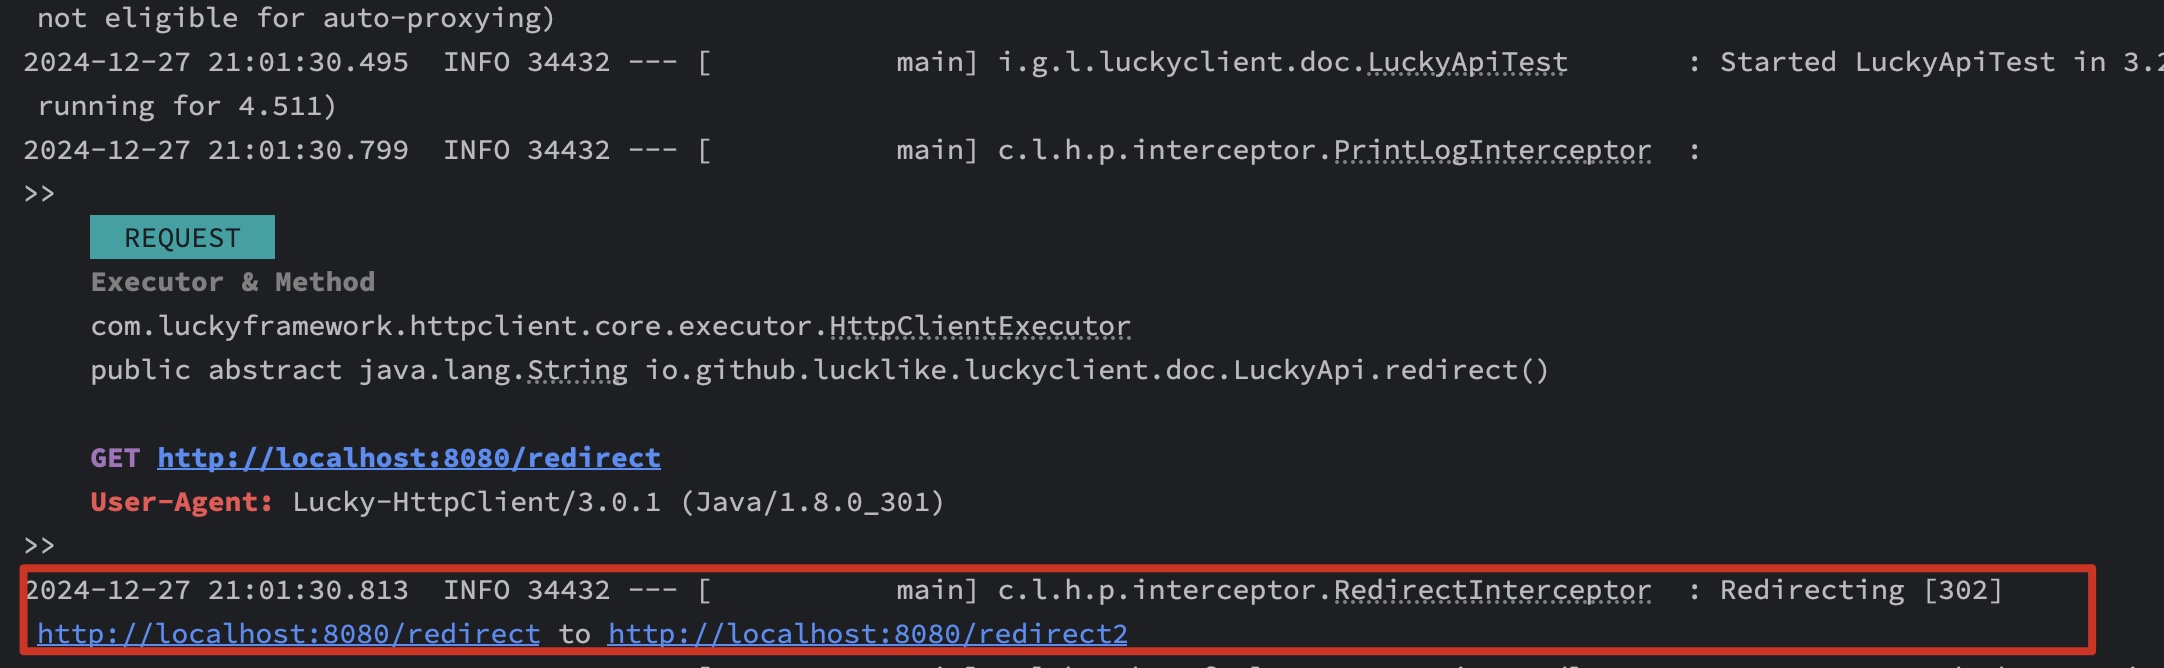 not eligible for auto-proxying)
2024-12-27 21:01:30.495  INFO 34432 --- [           main] i.g.l.luckyclient.doc.LuckyApiTest       : Started LuckyApiTest in 3.2
running for 4.511)
2024-12-27 21:01:30.799  INFO 34432 --- [           main] c.l.h.p.interceptor.PrintLogInterceptor  :
>>
REQUEST
Executor & Method
com.luckyframework.httpclient.core.executor.HttpClientExecutor
public abstract java.lang.String io.github.lucklike.luckyclient.doc.LuckyApi.redirect()
GET http://localhost:8080/redirect
User-Agent: Lucky-HttpClient/3.0.1 (Java/1.8.0_301)
>>
2024-12-27 21:01:30.813  INFO 34432 --- [           main] c.l.h.p.interceptor.RedirectInterceptor  : Redirecting [302]
http://localhost:8080/redirect to http://localhost:8080/redirect2